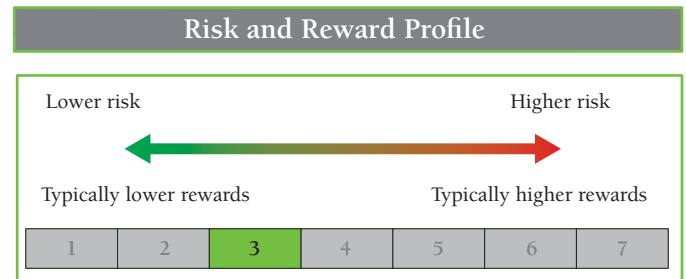 Risk and Reward Profile
Lower risk Higher risk
Typically lower rewards Typically higher rewards
1 2 3 4 5 6 7